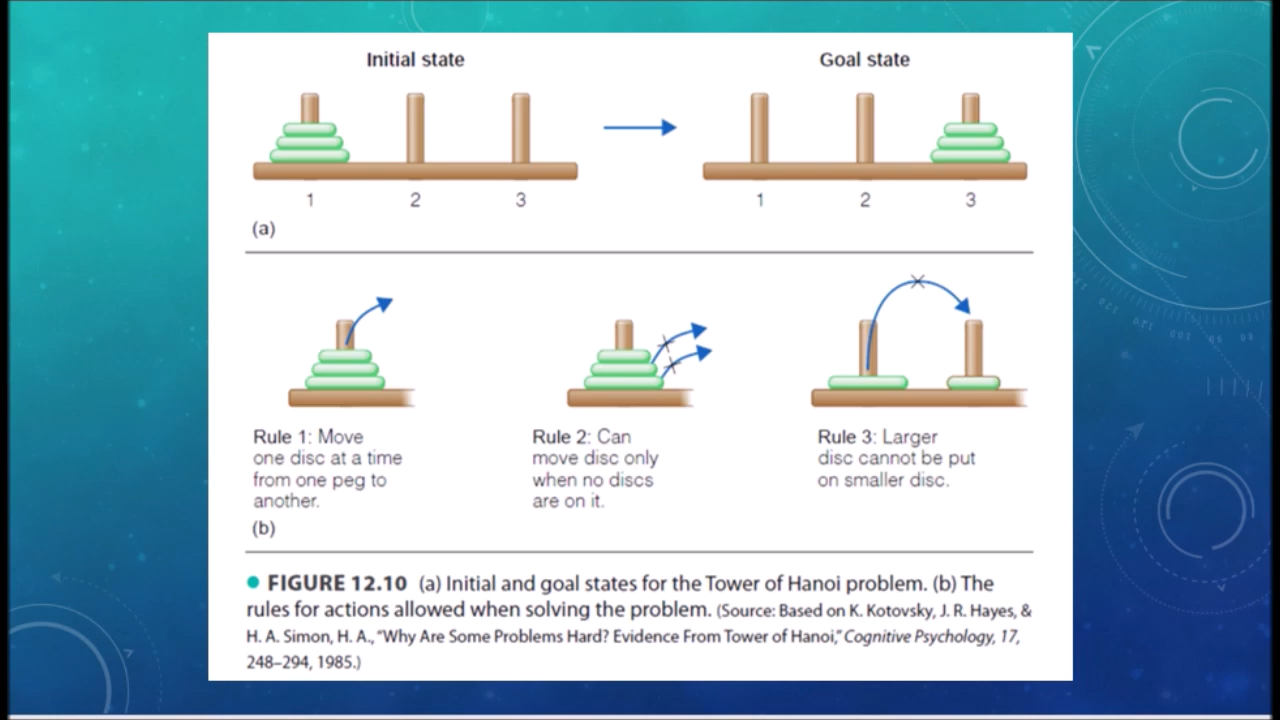 Initial state
Goal state
1 2 3
1 2 3
(a)
Rule 1: Move
one disc at a time
from one peg to
another.
Rule 2: Can
move disc only
when no discs
are on it.
Rule 3: Larger
disc cannot be put
on smaller disc.
(b)
● FIGURE 12.10 (a) Initial and goal states for the Tower of Hanoi problem. (b) The
rules for actions allowed when solving the problem. (Source: Based on K. Kotovsky, J. R. Hayes, &
H. A. Simon, H. A., “Why Are Some Problems Hard? Evidence From Tower of Hanoi,” Cognitive Psychology, 17,
248–294, 1985.)